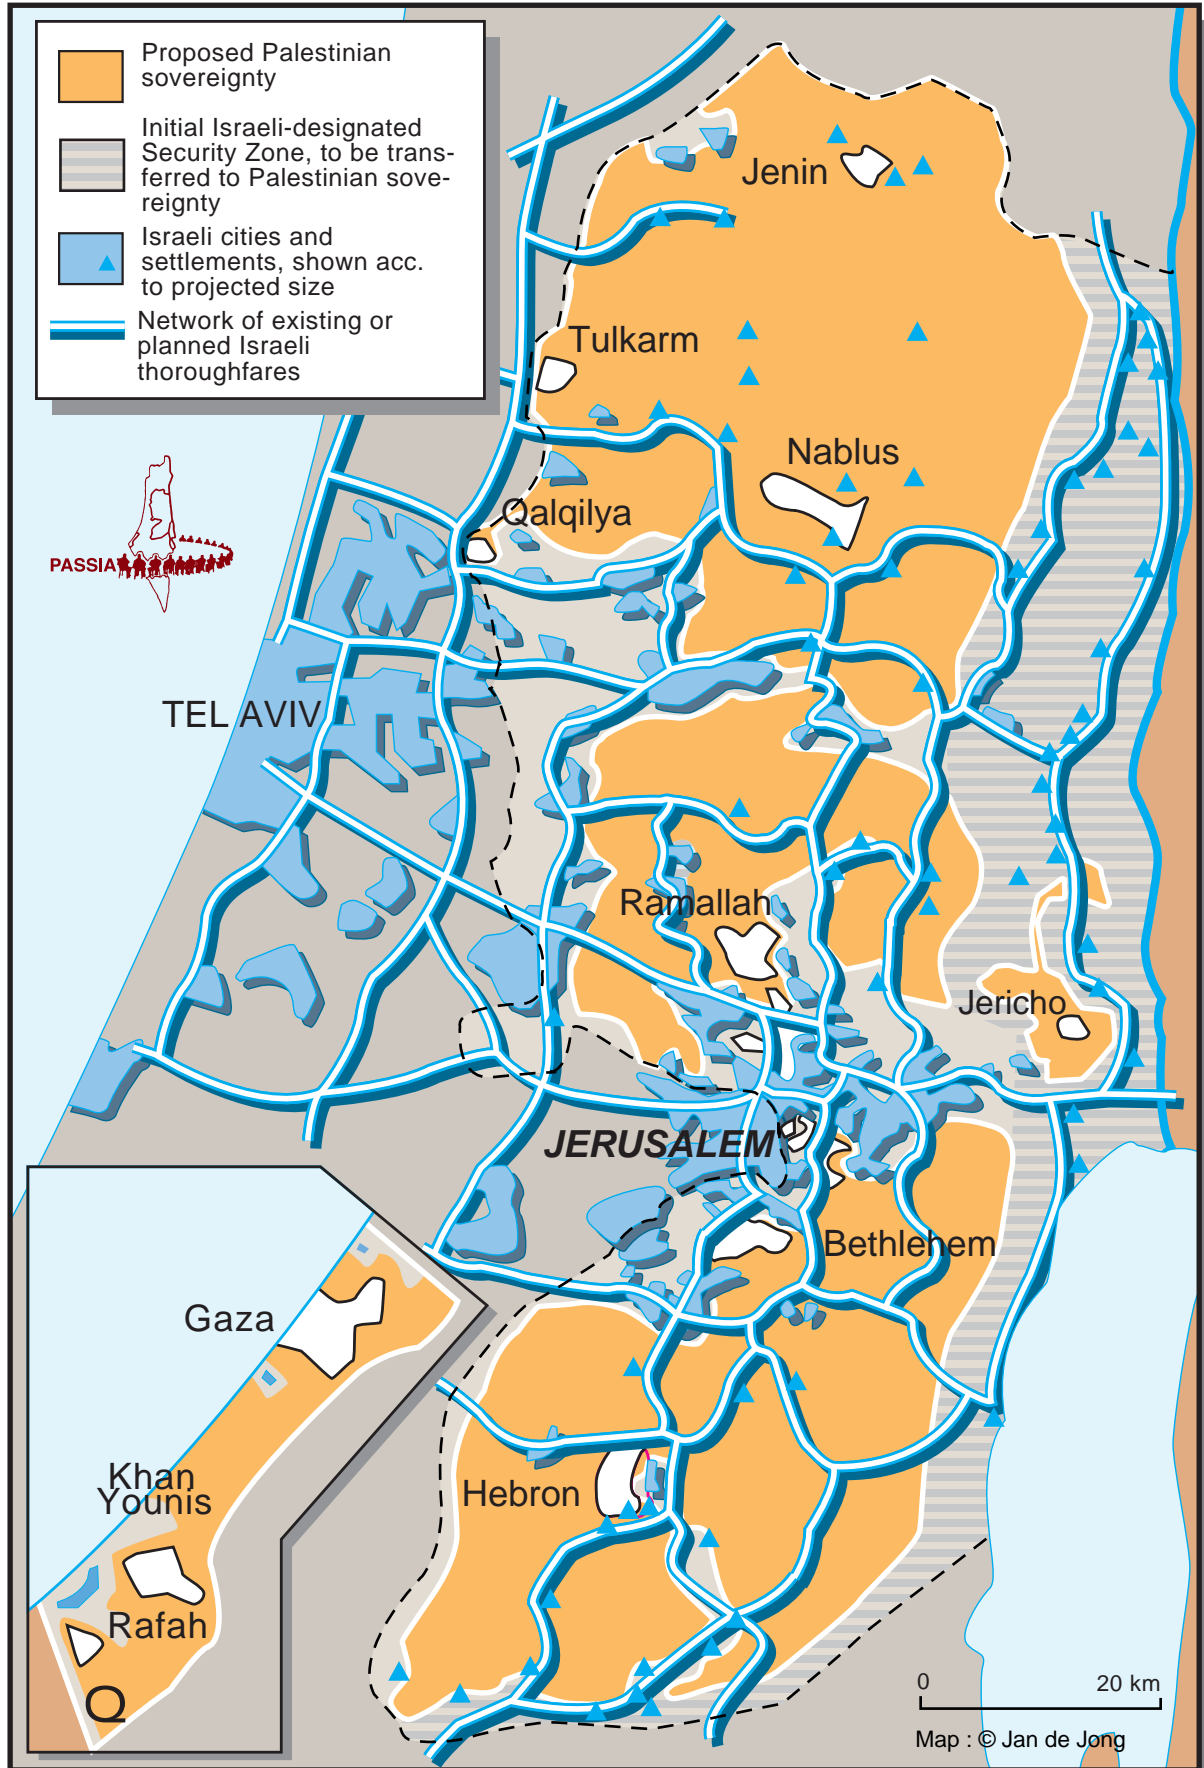 Proposed Palestinian
sovereignty
Initial Israeli-designated
Security Zone, to be trans-
ferred to Palestinian sove-
reignty
Israeli cities and
settlements, shown acc.
to projected size
Network of existing or
planned Israeli
thoroughfares
Jenin
Tulkarm
Nablus
Qalqilya
PASSIA
TEL AVIV
Ramallah
Jericho
JERUSALEM
Bethlehem
Gaza
Khan
Younis
Hebron
Rafah
Q
0 20 km
Map : © Jan de Jong